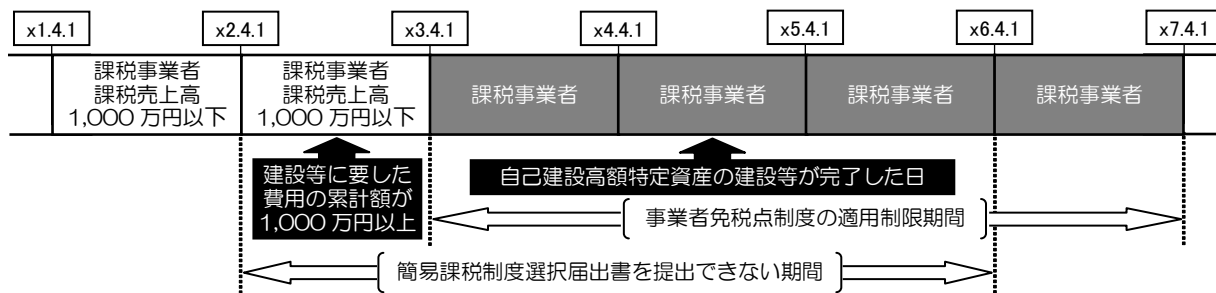 x1.4.1 x2.4.1 x3.4.1 x4.4.1 x5.4.1 x6.4.1 x7.4.1
課税事業者
課税売上高
1,000 万円以下
課税事業者
課税売上高
1,000 万円以下
課税事業者
課税事業者
課税事業者
課税事業者
建設等に要した
費用の累計額が
1,000 万円以上
自己建設高額特定資産の建設等が完了した日
事業者免税点制度の適用制限期間
簡易課税制度選択届出書を提出できない期間